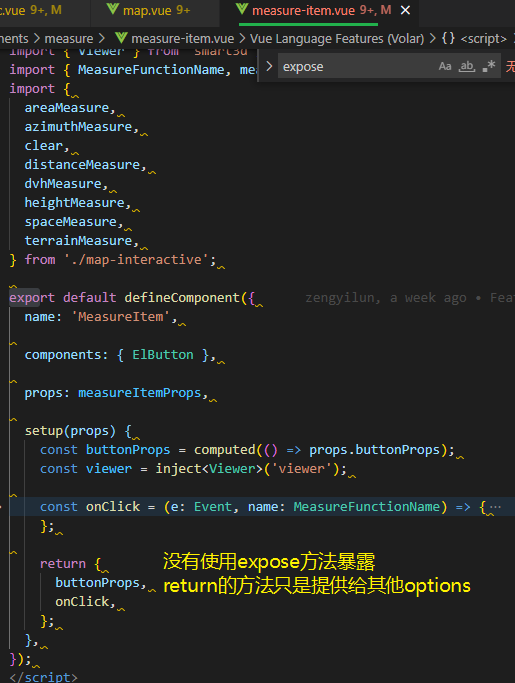 c.vue 9+, M map.vue 9+ measure-item.vue 9+, M
nents › measure › measure-item.vue › Vue Language Features (Volar) › {} <script>
import { Viewer } from 'smart3d
import { MeasureFunctionName, mea
expose Aa ab .* 无
import {
areaMeasure,
azimuthMeasure,
clear,
distanceMeasure,
dvhMeasure,
heightMeasure,
spaceMeasure,
terrainMeasure,
} from './map-interactive';
export default defineComponent({ zengyilun, a week ago • Feat
name: 'MeasureItem',
components: { ElButton },
props: measureItemProps,
setup(props) {
const buttonProps = computed(() => props.buttonProps);
const viewer = inject<Viewer>('viewer');
const onClick = (e: Event, name: MeasureFunctionName) => {…
};
return { 没有使用expose方法暴露
buttonProps, return的方法只是提供给其他options
onClick,
};
},
});
</script>